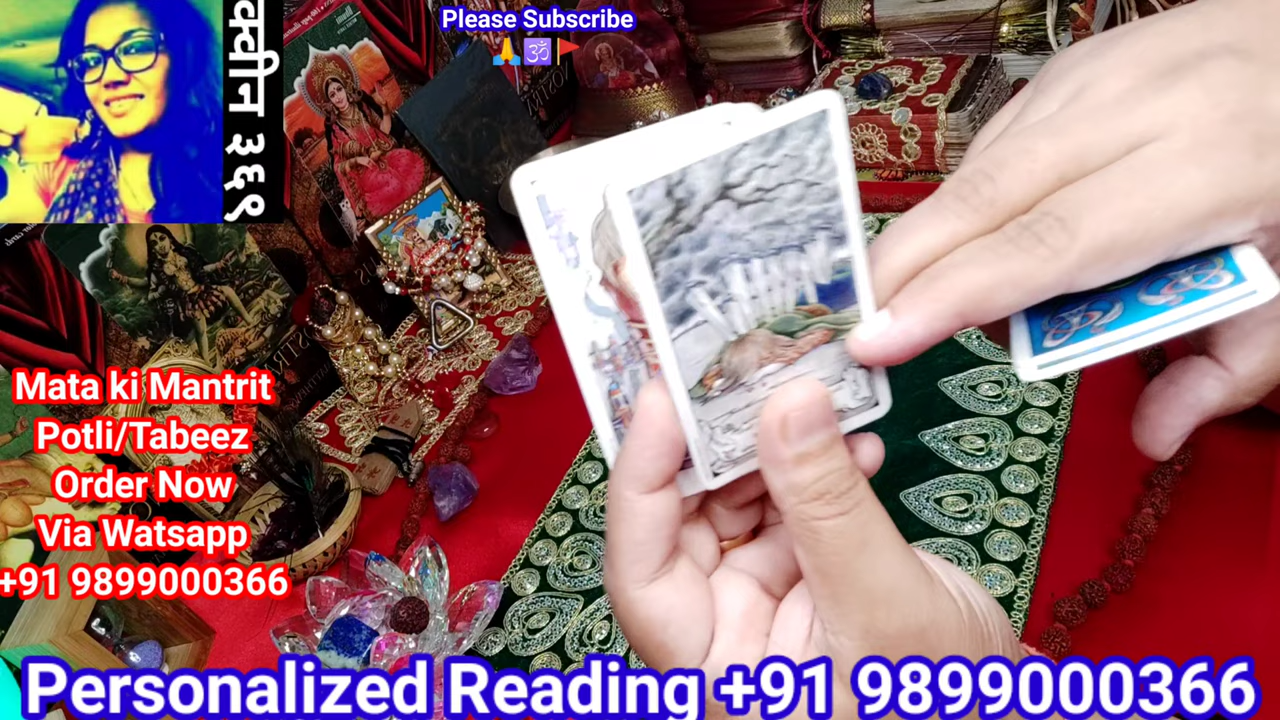 Please Subscribe
🙏🕉🚩
क्वीन ३६९
Mata ki Mantrit
Potli/Tabeez
Order Now
Via Watsapp
+91 9899000366
Personalized Reading +91 9899000366